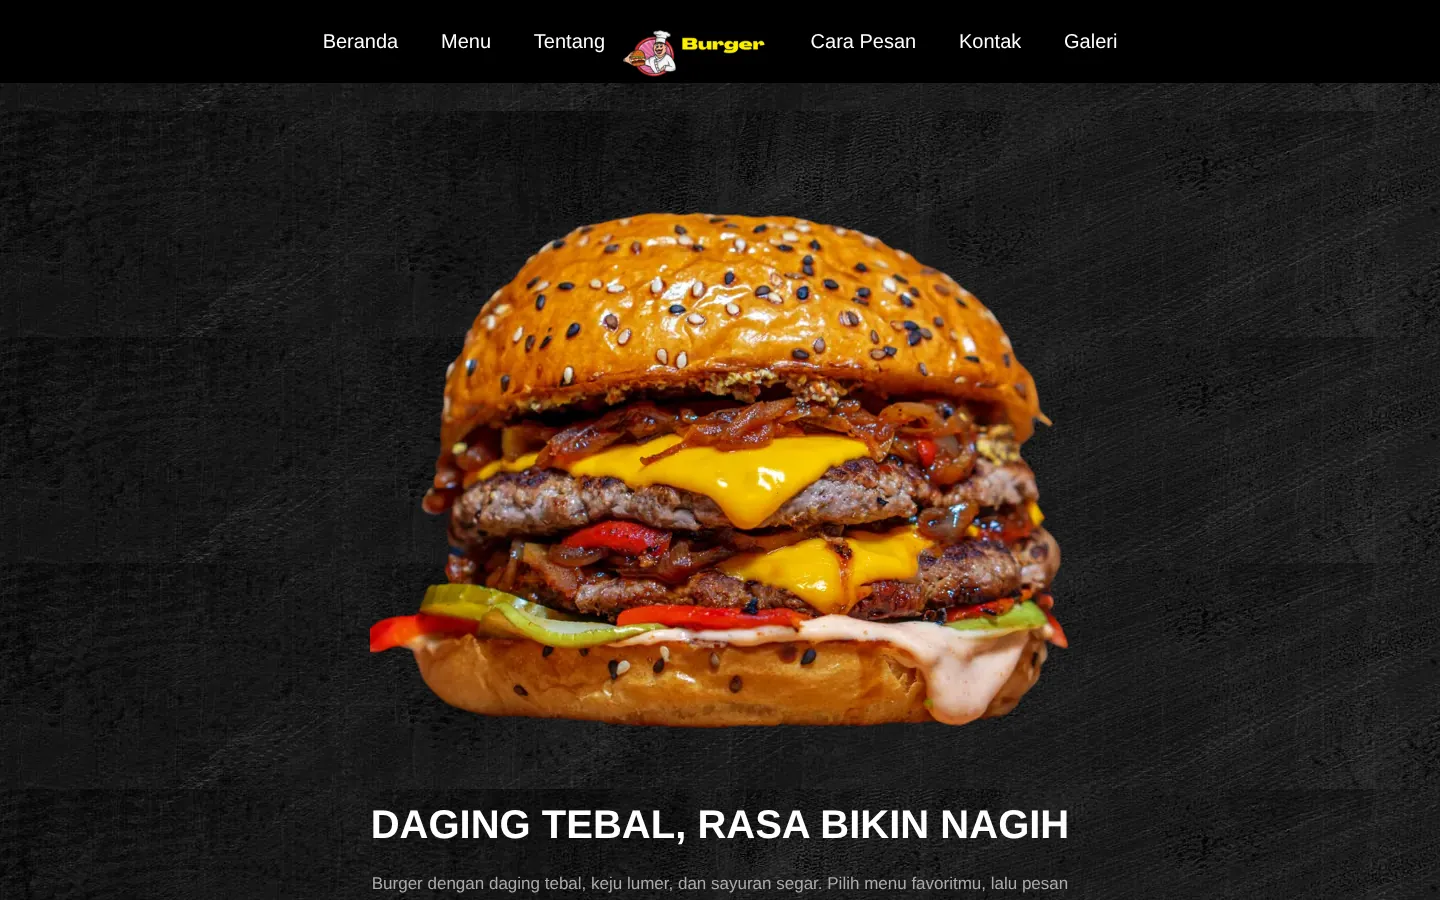 Beranda
Menu
Tentang
Burger
Cara Pesan
Kontak
Galeri
DAGING TEBAL, RASA BIKIN NAGIH
Burger dengan daging tebal, keju lumer, dan sayuran segar. Pilih menu favoritmu, lalu pesan